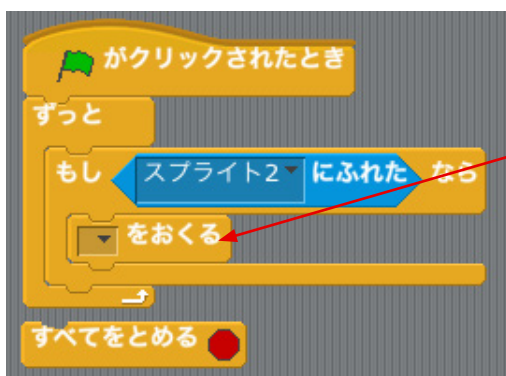 がクリックされたとき
ずっと
もし スプライト2 にふれた なら
をおくる
すべてをとめる